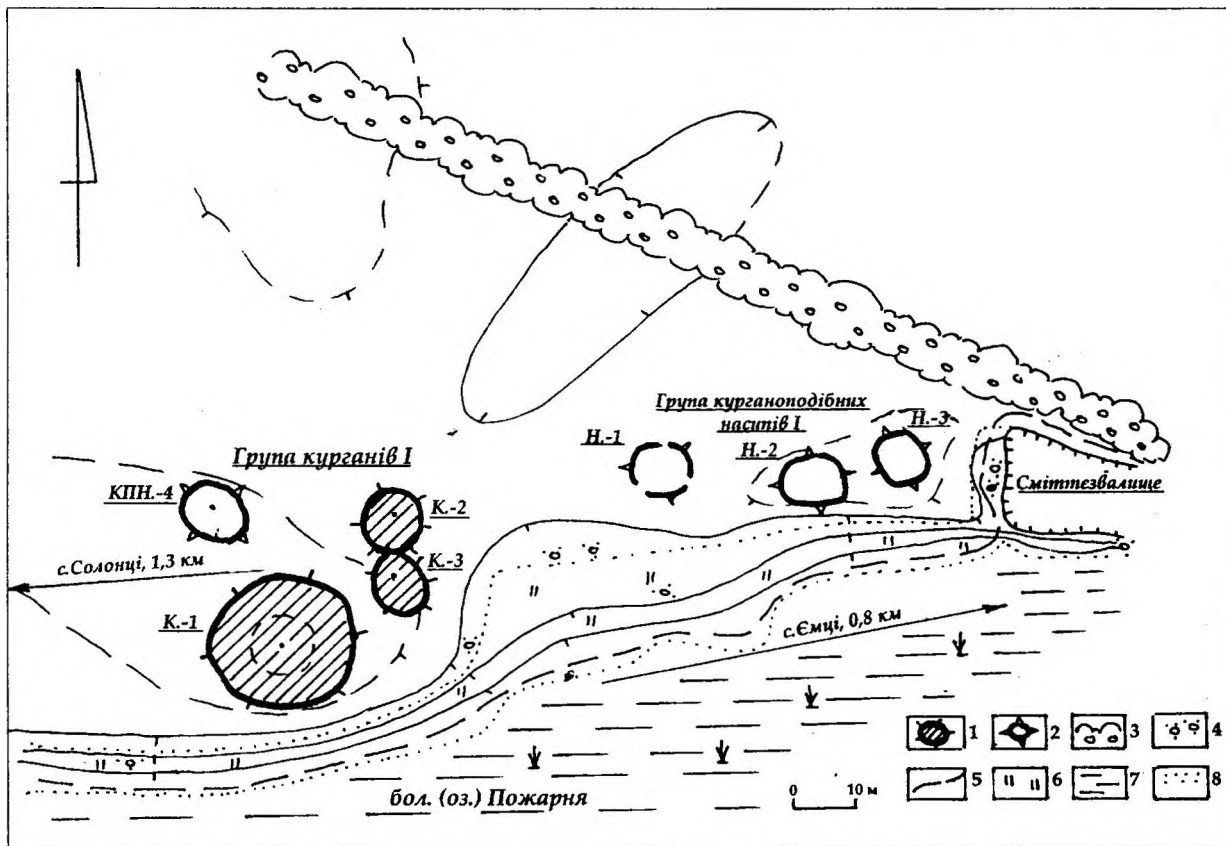 Група курганоподібних
насипів I
Н.-1
Н.-2
Н.-3
Група курганів I
КПН.-4
К.-2
К.-3
К.-1
Сміттєзвалище
с.Солонці, 1,3 км
с.Ємці, 0,8 км
бол. (оз.) Пожарня
0 10 м
1 2 3 4
5 6 7 8